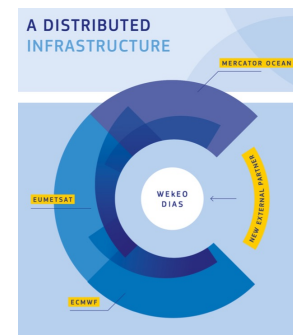 A DISTRIBUTED
INFRASTRUCTURE
MERCATOR OCEAN
WEkEO
DIAS
NEW EXTERNAL PARTNER
EUMETSAT
ECMWF